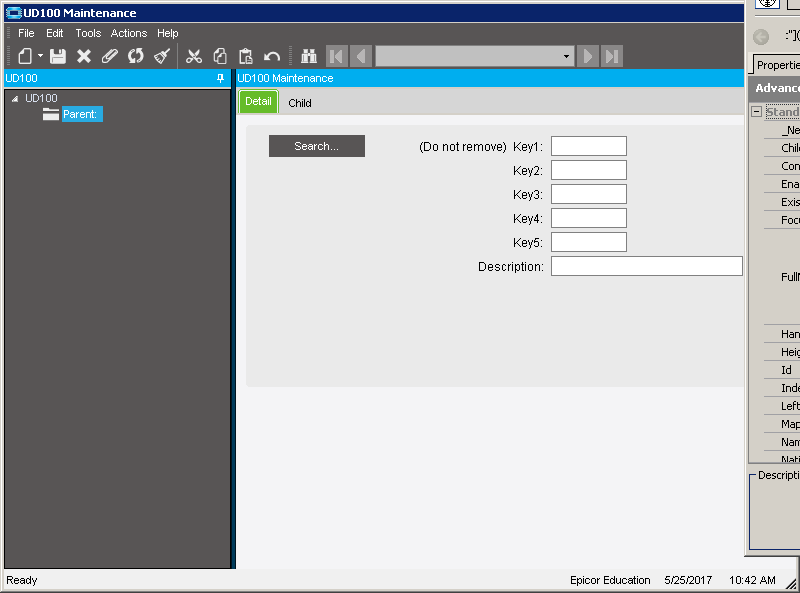 UD100 Maintenance
File Edit Tools Actions Help
:"](
UD100
UD100 Maintenance
UD100
Parent:
Detail
Child
Search...
(Do not remove) Key1:
Key2:
Key3:
Key4:
Key5:
Description:
Propertie
Advance
Stand
_Ne
Chil
Con
Ena
Exis
Foc
Full
Han
Heig
Id
Inde
Left
Map
Nam
Nati
Descripti
Ready
Epicor Education 5/25/2017 10:42 AM